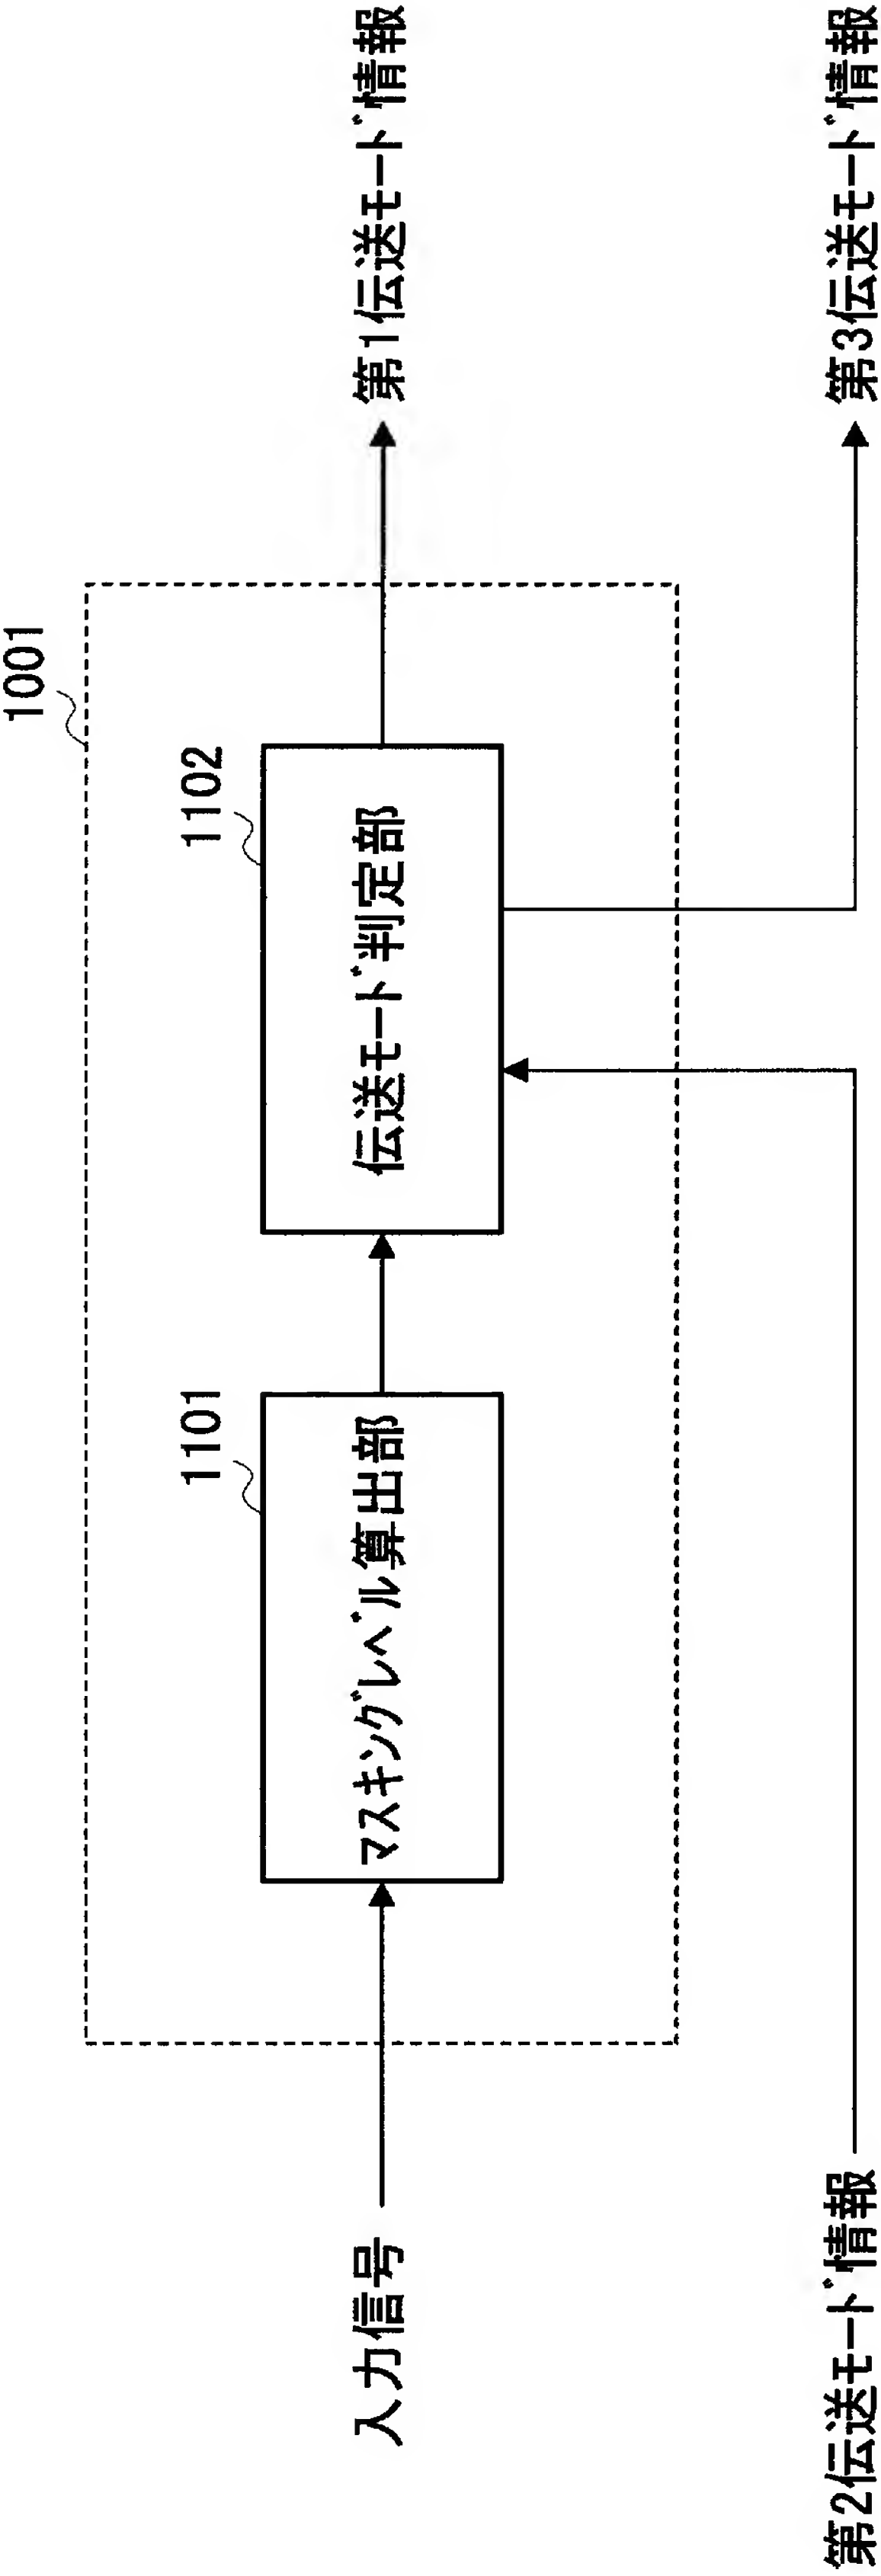 1001
1101
1102
入力信号
マスキングレベル算出部
伝送モード判定部
第1伝送モード情報
第2伝送モード情報
第3伝送モード情報